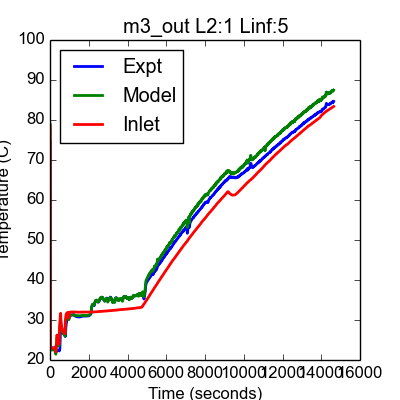 m3_out L2:1 Linf:5
100
90
80
70
60
50
40
30
20
Temperature (C)
Expt
Model
Inlet
0 2000 4000 6000 8000 10000 12000 14000 16000
Time (seconds)